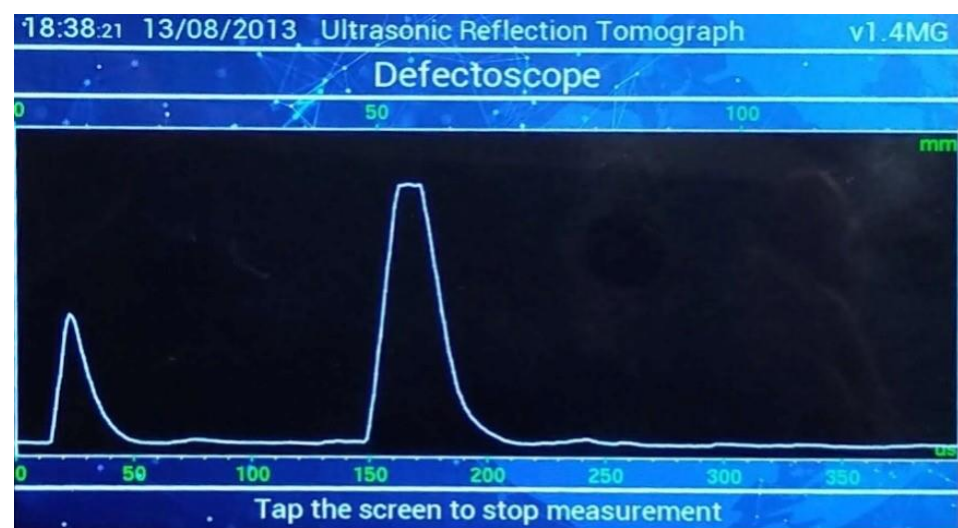 18:38:21 13/08/2013 Ultrasonic Reflection Tomograph v1.4MG
Defectoscope
0 50 100
mm
us
0 50 100 150 200 250 300 350
Tap the screen to stop measurement